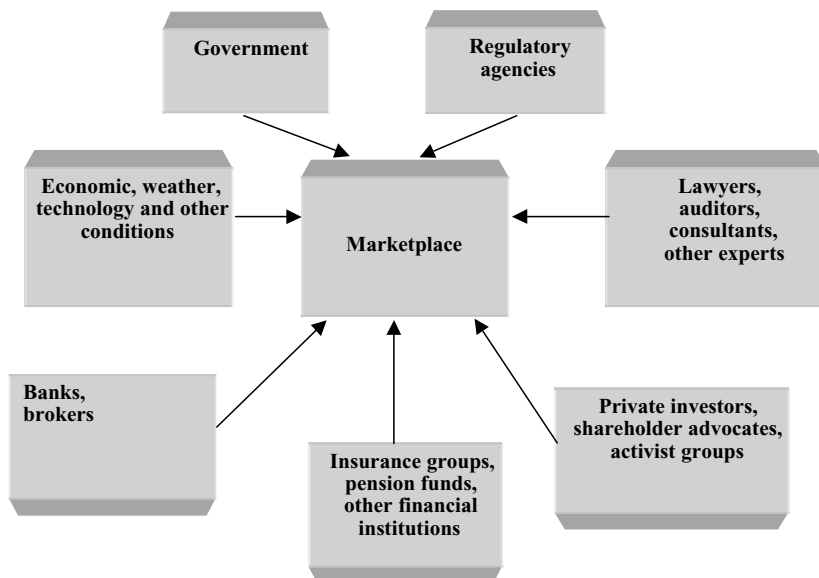 Government
Regulatory
agencies
Economic, weather,
technology and other
conditions
Marketplace
Lawyers,
auditors,
consultants,
other experts
Banks,
brokers
Insurance groups,
pension funds,
other financial
institutions
Private investors,
shareholder advocates,
activist groups